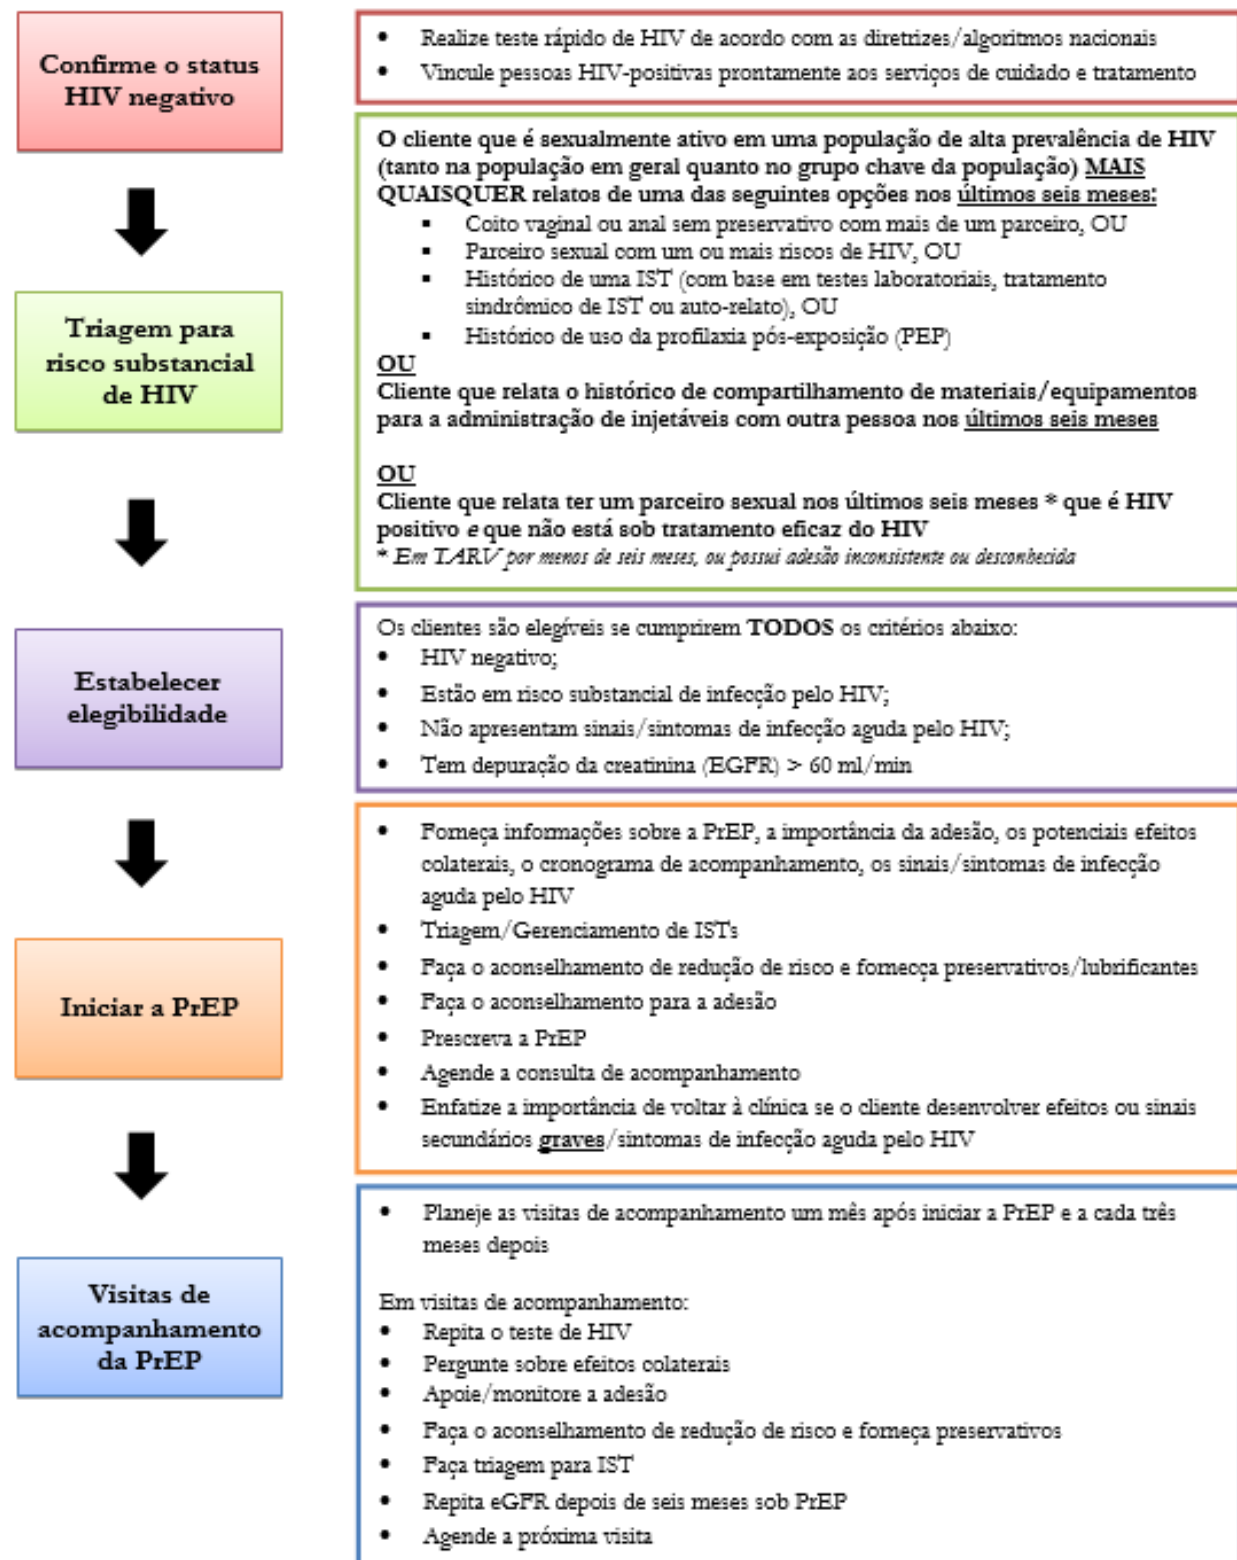 Confirme o status
HIV negativo
• Realize teste rápido de HIV de acordo com as diretrizes/algoritmos nacionais
• Vincule pessoas HIV-positivas prontamente aos serviços de cuidado e tratamento
Triagem para
risco substancial
de HIV
O cliente que é sexualmente ativo em uma população de alta prevalência de HIV
(tanto na população em geral quanto no grupo chave da população) MAIS
QUAISQUER relatos de uma das seguintes opções nos últimos seis meses:
▪ Coito vaginal ou anal sem preservativo com mais de um parceiro, OU
▪ Parceiro sexual com um ou mais riscos de HIV, OU
▪ Histórico de uma IST (com base em testes laboratoriais, tratamento
sindrômico de IST ou auto-relato), OU
▪ Histórico de uso da profilaxia pós-exposição (PEP)
OU
Cliente que relata o histórico de compartilhamento de materiais/equipamentos
para a administração de injetáveis com outra pessoa nos últimos seis meses
OU
Cliente que relata ter um parceiro sexual nos últimos seis meses * que é HIV
positivo e que não está sob tratamento eficaz do HIV
* Em TARV por menos de seis meses, ou possui adesão inconsistente ou desconhecida
Estabelecer
elegibilidade
Os clientes são elegíveis se cumprirem TODOS os critérios abaixo:
• HIV negativo;
• Estão em risco substancial de infecção pelo HIV;
• Não apresentam sinais/sintomas de infecção aguda pelo HIV;
• Tem depuração da creatinina (EGFR) > 60 ml/min
Iniciar a PrEP
• Forneça informações sobre a PrEP, a importância da adesão, os potenciais efeitos
colaterais, o cronograma de acompanhamento, os sinais/sintomas de infecção
aguda pelo HIV
• Triagem/Gerenciamento de ISTs
• Faça o aconselhamento de redução de risco e fornecça preservativos/lubrificantes
• Faça o aconselhamento para a adesão
• Prescreva a PrEP
• Agende a consulta de acompanhamento
• Enfatize a importância de voltar à clínica se o cliente desenvolver efeitos ou sinais
secundários graves/sintomas de infecção aguda pelo HIV
Visitas de
acompanhamento
da PrEP
• Planeje as visitas de acompanhamento um mês após iniciar a PrEP e a cada três
meses depois
Em visitas de acompanhamento:
• Repita o teste de HIV
• Pergunte sobre efeitos colaterais
• Apoie/monitore a adesão
• Faça o aconselhamento de redução de risco e forneça preservativos
• Faça triagem para IST
• Repita eGFR depois de seis meses sob PrEP
• Agende a próxima visita